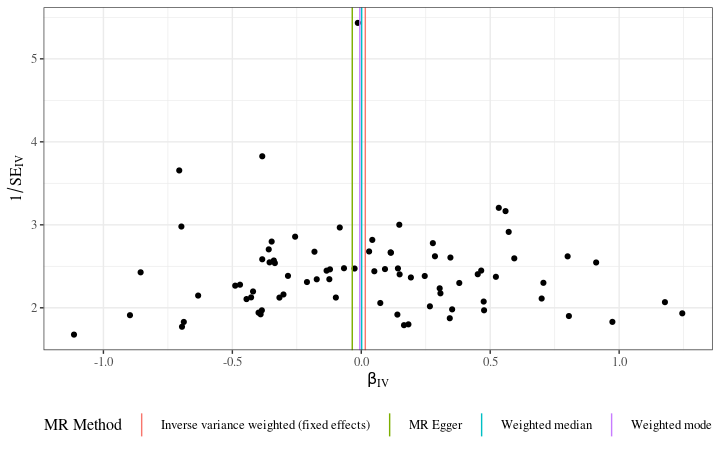 5
4
3
2
1/SE_IV
-1.0 -0.5 0.0 0.5 1.0
β_IV
MR Method Inverse variance weighted (fixed effects) MR Egger Weighted median Weighted mode